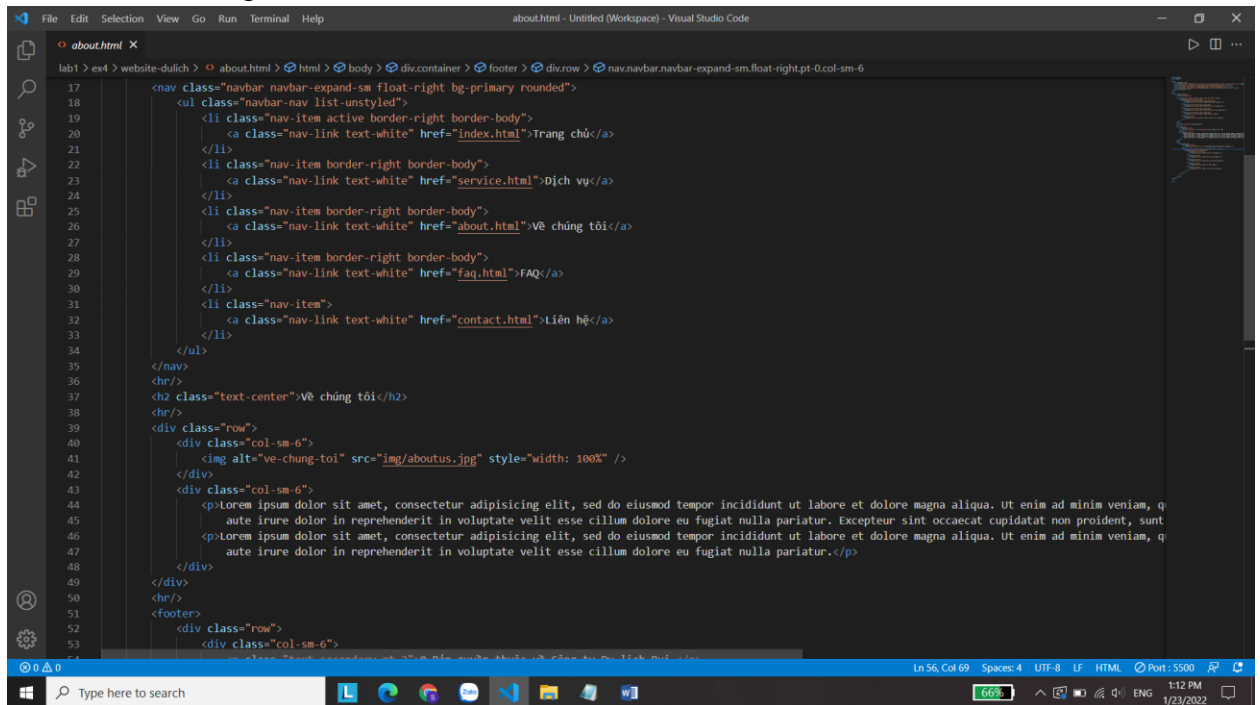 File Edit Selection View Go Run Terminal Help about.html - Untitled (Workspace) - Visual Studio Code
about.html
lab1 > ex4 > website-dulich > about.html > html > body > div.container > footer > div.row > nav.navbar.navbar-expand-sm.float-right.pt-0.col-sm-6
17 <nav class="navbar navbar-expand-sm float-right bg-primary rounded">
18 <ul class="navbar-nav list-unstyled">
19 <li class="nav-item active border-right border-body">
20 <a class="nav-link text-white" href="index.html">Trang chủ</a>
21 </li>
22 <li class="nav-item border-right border-body">
23 <a class="nav-link text-white" href="service.html">Dịch vụ</a>
24 </li>
25 <li class="nav-item border-right border-body">
26 <a class="nav-link text-white" href="about.html">Về chúng tôi</a>
27 </li>
28 <li class="nav-item border-right border-body">
29 <a class="nav-link text-white" href="faq.html">FAQ</a>
30 </li>
31 <li class="nav-item">
32 <a class="nav-link text-white" href="contact.html">Liên hệ</a>
33 </li>
34 </ul>
35 </nav>
36 <hr/>
37 <h2 class="text-center">Về chúng tôi</h2>
38 <hr/>
39 <div class="row">
40 <div class="col-sm-6">
41 <img alt="ve-chung-toi" src="img/aboutus.jpg" style="width: 100%" />
42 </div>
43 <div class="col-sm-6">
44 <p>Lorem ipsum dolor sit amet, consectetur adipisicing elit, sed do eiusmod tempor incididunt ut labore et dolore magna aliqua. Ut enim ad minim veniam, q
45 aute irure dolor in reprehenderit in voluptate velit esse cillum dolore eu fugiat nulla pariatur. Excepteur sint occaecat cupidatat non proident, sunt
46 <p>Lorem ipsum dolor sit amet, consectetur adipisicing elit, sed do eiusmod tempor incididunt ut labore et dolore magna aliqua. Ut enim ad minim veniam, q
47 aute irure dolor in reprehenderit in voluptate velit esse cillum dolore eu fugiat nulla pariatur.</p>
48 </div>
49 </div>
50 <hr/>
51 <footer>
52 <div class="row">
53 <div class="col-sm-6">
0 0 Ln 56, Col 69 Spaces: 4 UTF-8 LF HTML Port : 5500
Type here to search L Zalo W 66% ENG 1:12 PM
1/23/2022